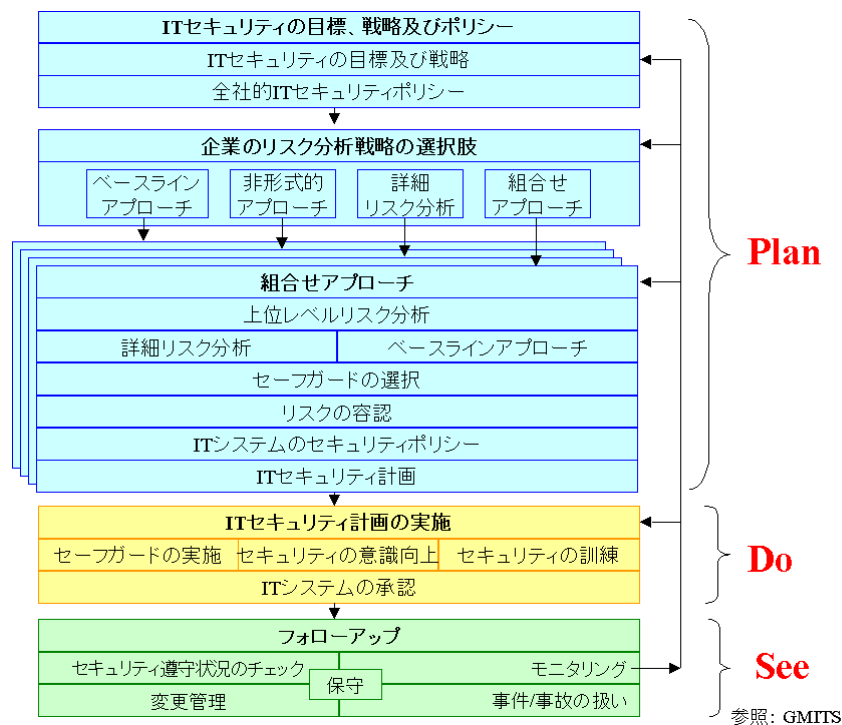 ITセキュリティの目標、戦略及びポリシー
ITセキュリティの目標及び戦略
全社的ITセキュリティポリシー
企業のリスク分析戦略の選択肢
ベースライン
アプローチ
非形式的
アプローチ
詳細
リスク分析
組合せ
アプローチ
Plan
組合せアプローチ
上位レベルリスク分析
詳細リスク分析
ベースラインアプローチ
セーフガードの選択
リスクの容認
ITシステムのセキュリティポリシー
ITセキュリティ計画
ITセキュリティ計画の実施
セーフガードの実施
セキュリティの意識向上
セキュリティの訓練
ITシステムの承認
Do
フォローアップ
セキュリティ遵守状況のチェック
モニタリング
保守
変更管理
事件/事故の扱い
See
参照: GMITS